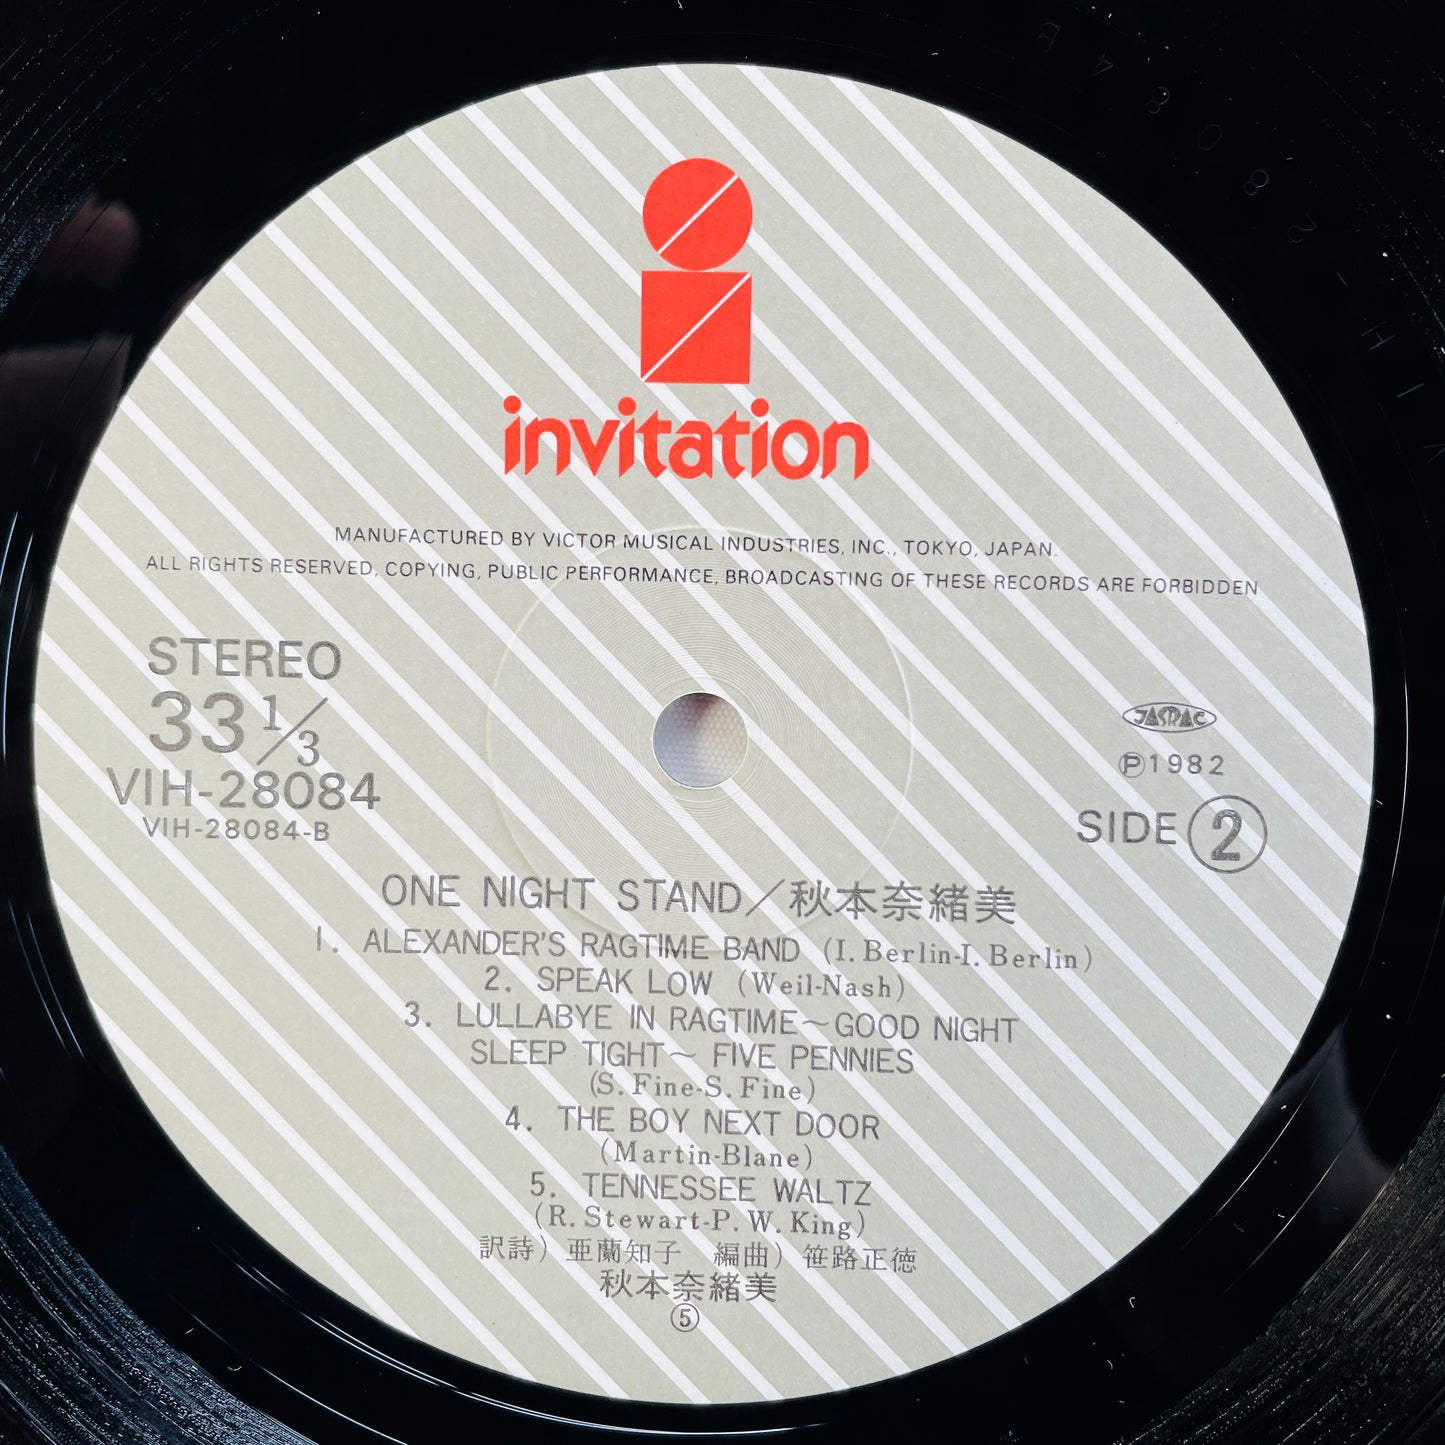 invitation
MANUFACTURED BY VICTOR MUSICAL INDUSTRIES, INC., TOKYO, JAPAN.
ALL RIGHTS RESERVED, COPYING, PUBLIC PERFORMANCE, BROADCASTING OF THESE RECORDS ARE FORBIDDEN
STEREO
33 1/3
VIH-28084
VIH-28084-B
JASRAC
Ⓟ1982
SIDE ②
ONE NIGHT STAND/秋本奈緒美
1. ALEXANDER'S RAGTIME BAND (I. Berlin-I. Berlin)
2. SPEAK LOW (Weil-Nash)
3. LULLABYE IN RAGTIME~GOOD NIGHT
SLEEP TIGHT~ FIVE PENNIES
(S. Fine-S. Fine)
4. THE BOY NEXT DOOR
(Martin-Blane)
5. TENNESSEE WALTZ
(R. Stewart-P. W. King)
訳詩) 亜蘭知子 編曲) 笹路正徳
秋本奈緒美
⑤